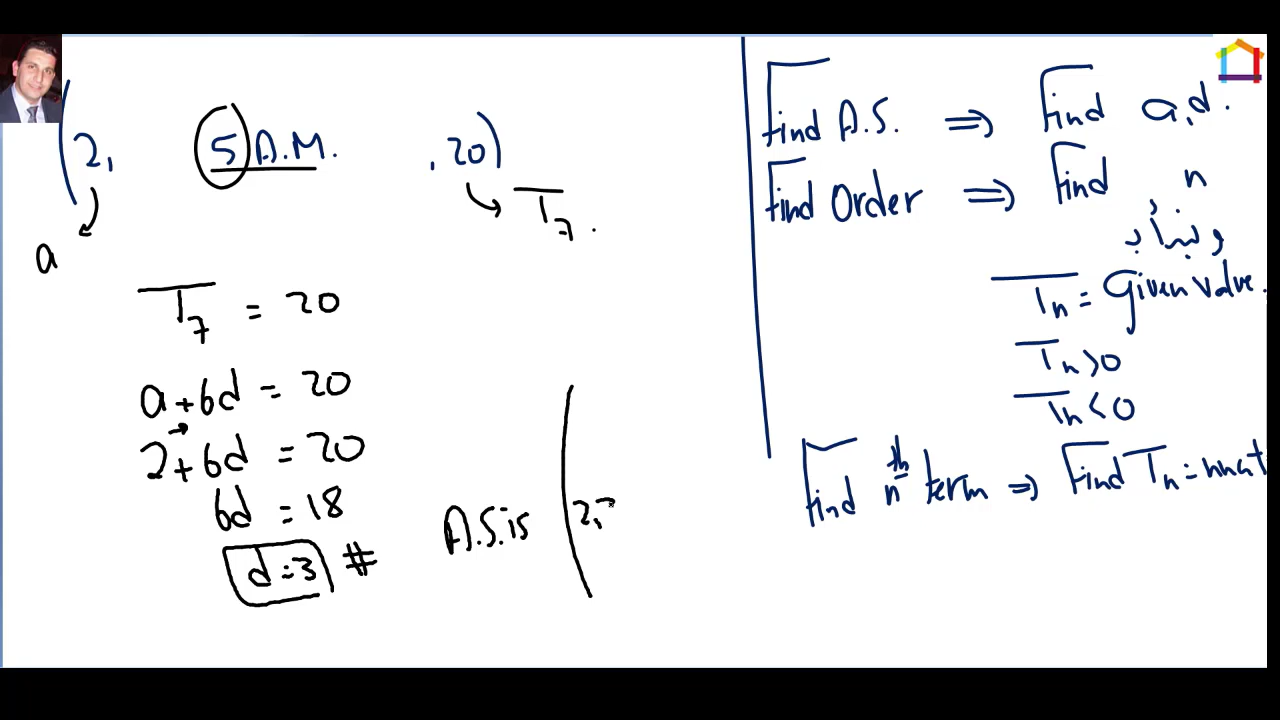 (2, 5 A.M. , 20)
a
T₇ .
T₇ = 20
a + 6d = 20
2 + 6d = 20
6d = 18
d = 3 #
A.S. is (2,
Find A.S. ⇒ Find a,d.
Find Order ⇒ Find n
Tₙ = Given value.
Tₙ > 0
Tₙ < 0
Find nth term ⇒ Find Tₙ =